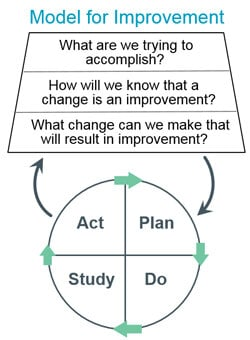 Model for Improvement
What are we trying to
accomplish?
How will we know that a
change is an improvement?
What change can we make that
will result in improvement?
Act
Plan
Study
Do